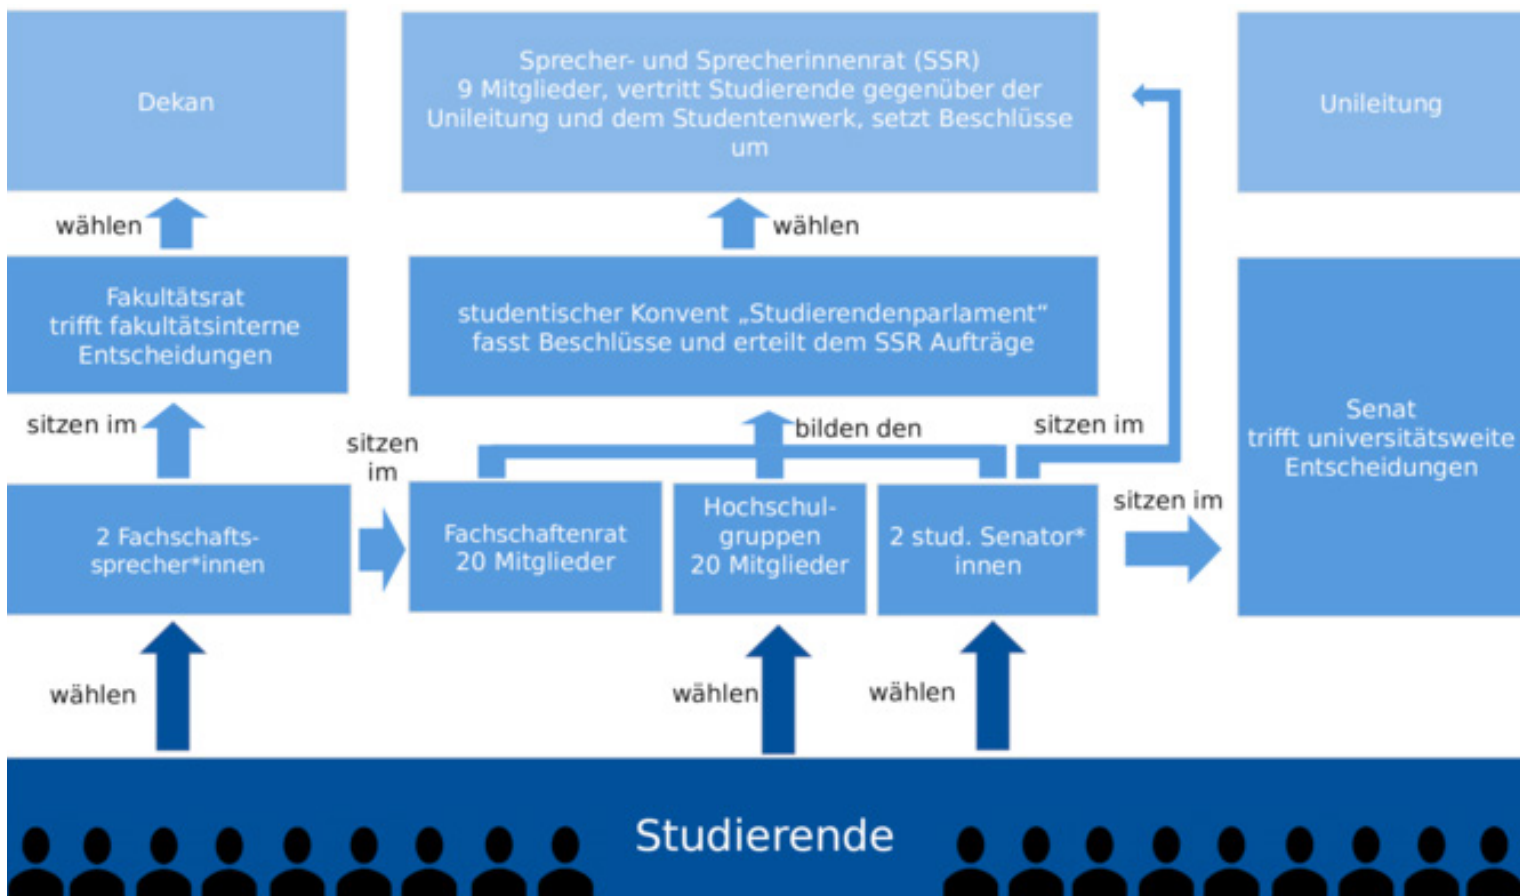 Dekan
Sprecher- und Sprecherinnenrat (SSR)
9 Mitglieder, vertritt Studierende gegenüber der
Unileitung und dem Studentenwerk, setzt Beschlüsse
um
Unileitung
wählen
wählen
Fakultätsrat
trifft fakultätsinterne
Entscheidungen
studentischer Konvent „Studierendenparlament“
fasst Beschlüsse und erteilt dem SSR Aufträge
Senat
trifft universitätsweite
Entscheidungen
sitzen im
sitzen
im
bilden den
sitzen im
2 Fachschafts-
sprecher*innen
Fachschaftenrat
20 Mitglieder
Hochschul-
gruppen
20 Mitglieder
2 stud. Senator*
innen
sitzen im
wählen
wählen
wählen
Studierende